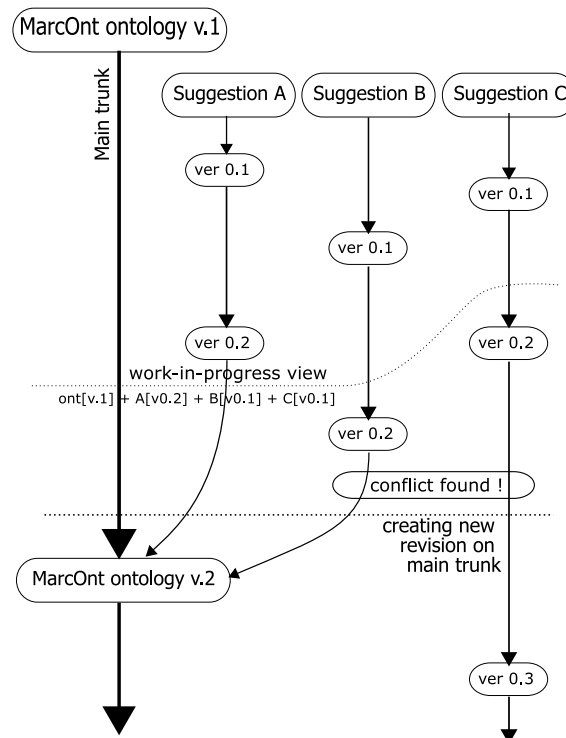 MarcOnt ontology v.1
Main trunk
Suggestion A
Suggestion B
Suggestion C
ver 0.1
ver 0.1
ver 0.1
ver 0.2
ver 0.2
work-in-progress view
ont[v.1] + A[v0.2] + B[v0.1] + C[v0.1]
ver 0.2
conflict found !
creating new
revision on
main trunk
MarcOnt ontology v.2
ver 0.3